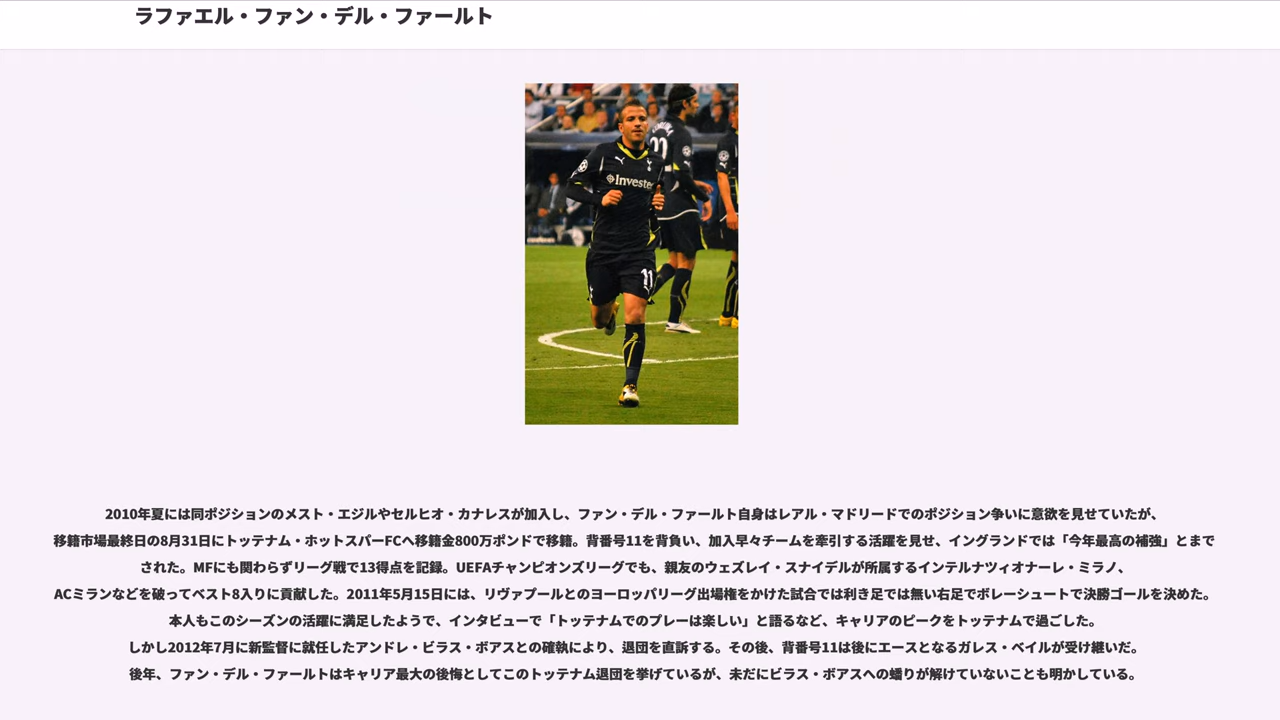 ラファエル・ファン・デル・ファールト
Investec
11
2010年夏には同ポジションのメスト・エジルやセルヒオ・カナレスが加入し、ファン・デル・ファールト自身はレアル・マドリードでのポジション争いに意欲を見せていたが、
移籍市場最終日の8月31日にトッテナム・ホットスパーFCへ移籍金800万ポンドで移籍。背番号11を背負い、加入早々チームを牽引する活躍を見せ、イングランドでは「今年最高の補強」とまで
された。MFにも関わらずリーグ戦で13得点を記録。UEFAチャンピオンズリーグでも、親友のウェズレイ・スナイデルが所属するインテルナツィオナーレ・ミラノ、
ACミランなどを破ってベスト8入りに貢献した。2011年5月15日には、リヴァプールとのヨーロッパリーグ出場権をかけた試合では利き足では無い右足でボレーシュートで決勝ゴールを決めた。
本人もこのシーズンの活躍に満足したようで、インタビューで「トッテナムでのプレーは楽しい」と語るなど、キャリアのピークをトッテナムで過ごした。
しかし2012年7月に新監督に就任したアンドレ・ビラス・ボアスとの確執により、退団を直訴する。その後、背番号11は後にエースとなるガレス・ベイルが受け継いだ。
後年、ファン・デル・ファールトはキャリア最大の後悔としてこのトッテナム退団を挙げているが、未だにビラス・ボアスへの蟠りが解けていないことも明かしている。